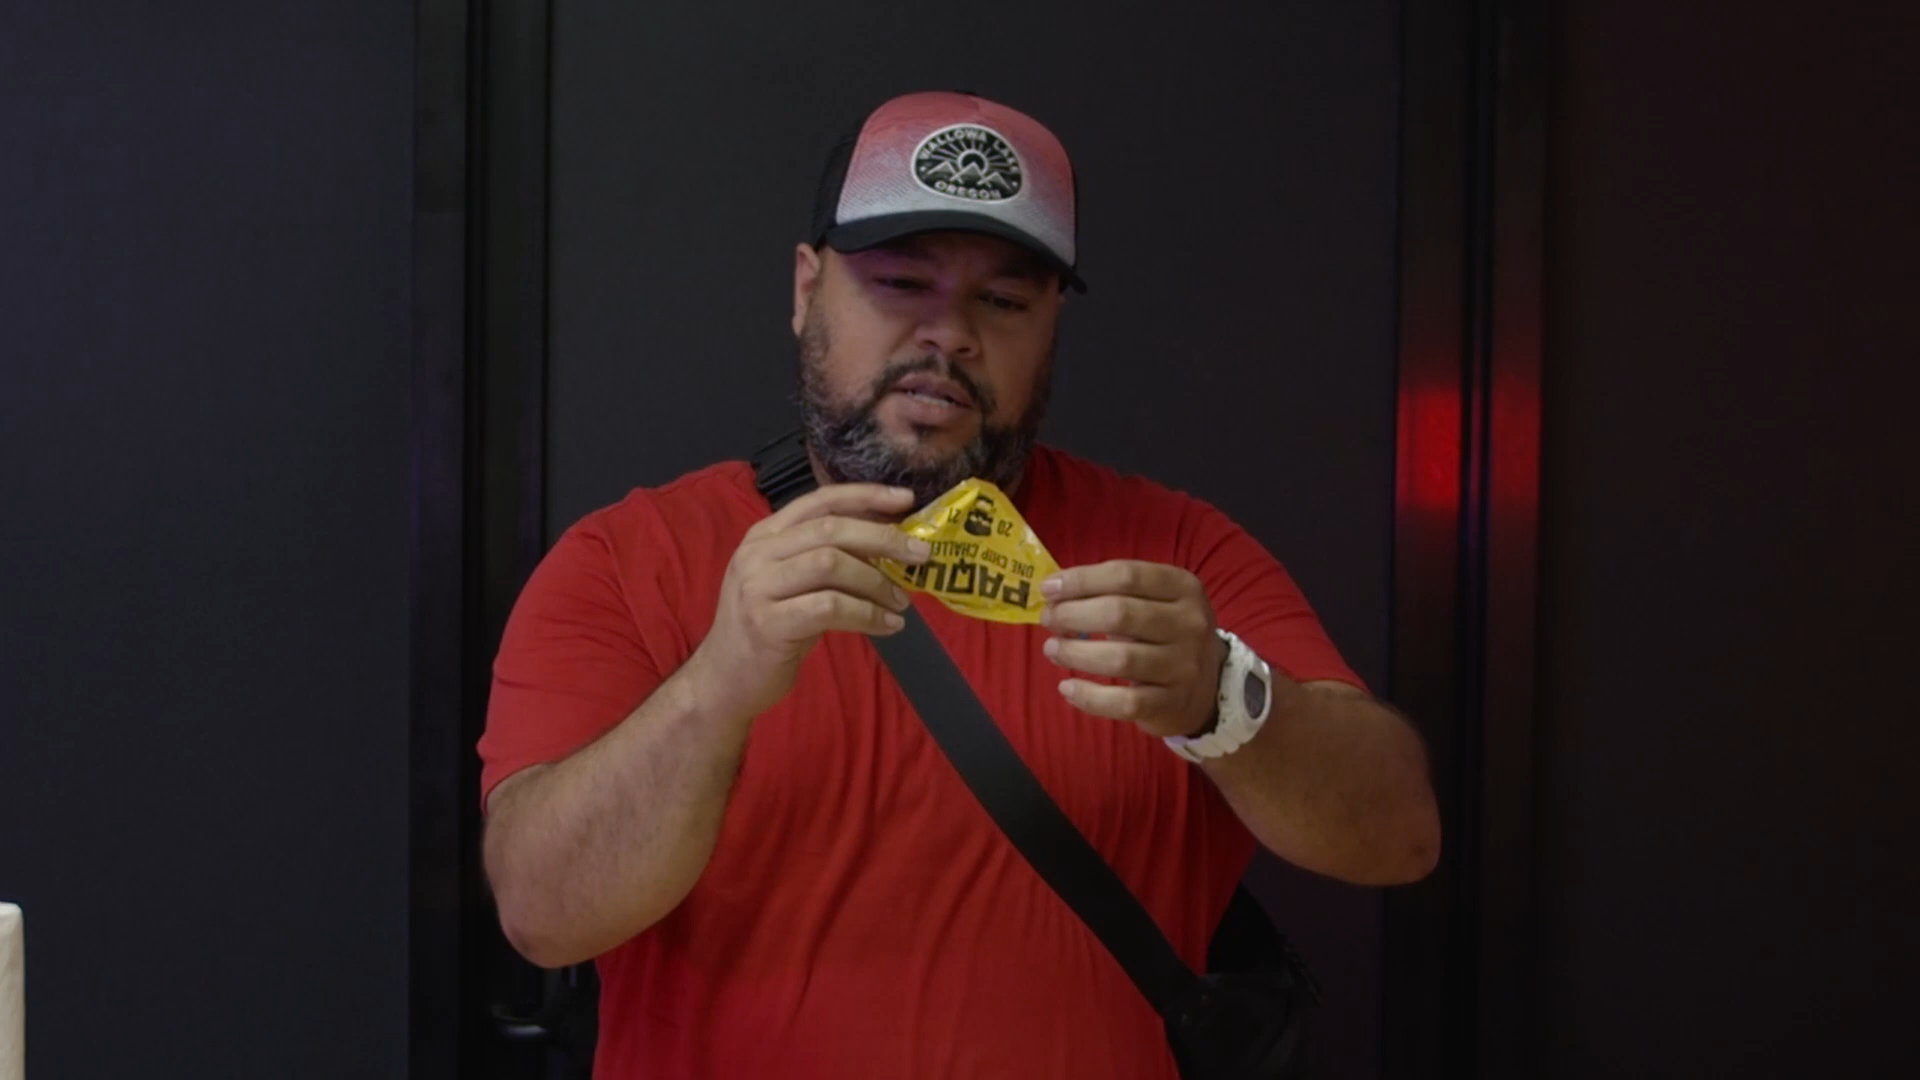 WALLOWA LAKE
OREGON
PAQUI
ONE CHIP CHALLE
20 21